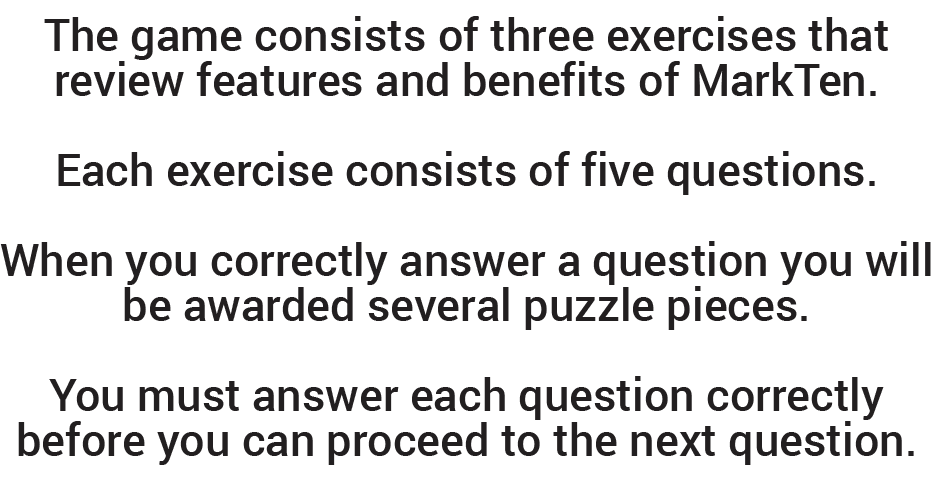 The game consists of three exercises that
review features and benefits of MarkTen.
Each exercise consists of five questions.
When you correctly answer a question you will
be awarded several puzzle pieces.
You must answer each question correctly
before you can proceed to the next question.